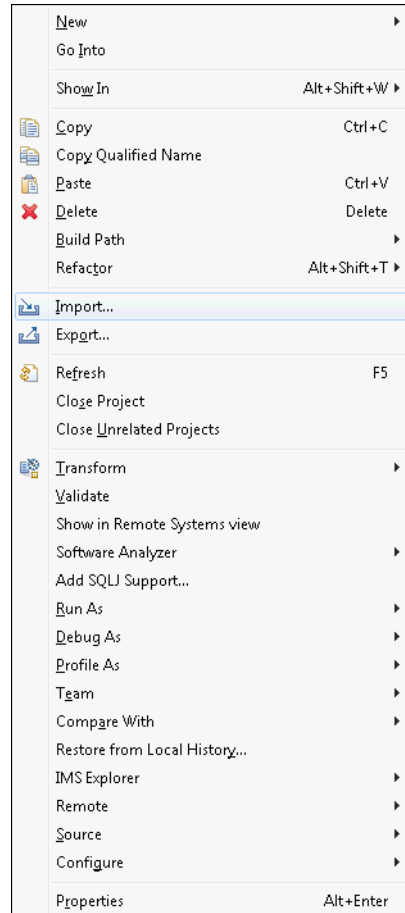 New
Go Into
Show In Alt+Shift+W
Copy Ctrl+C
Copy Qualified Name
Paste Ctrl+V
Delete Delete
Build Path
Refactor Alt+Shift+T
Import...
Export...
Refresh F5
Close Project
Close Unrelated Projects
Transform
Validate
Show in Remote Systems view
Software Analyzer
Add SQLJ Support...
Run As
Debug As
Profile As
Team
Compare With
Restore from Local History...
IMS Explorer
Remote
Source
Configure
Properties Alt+Enter